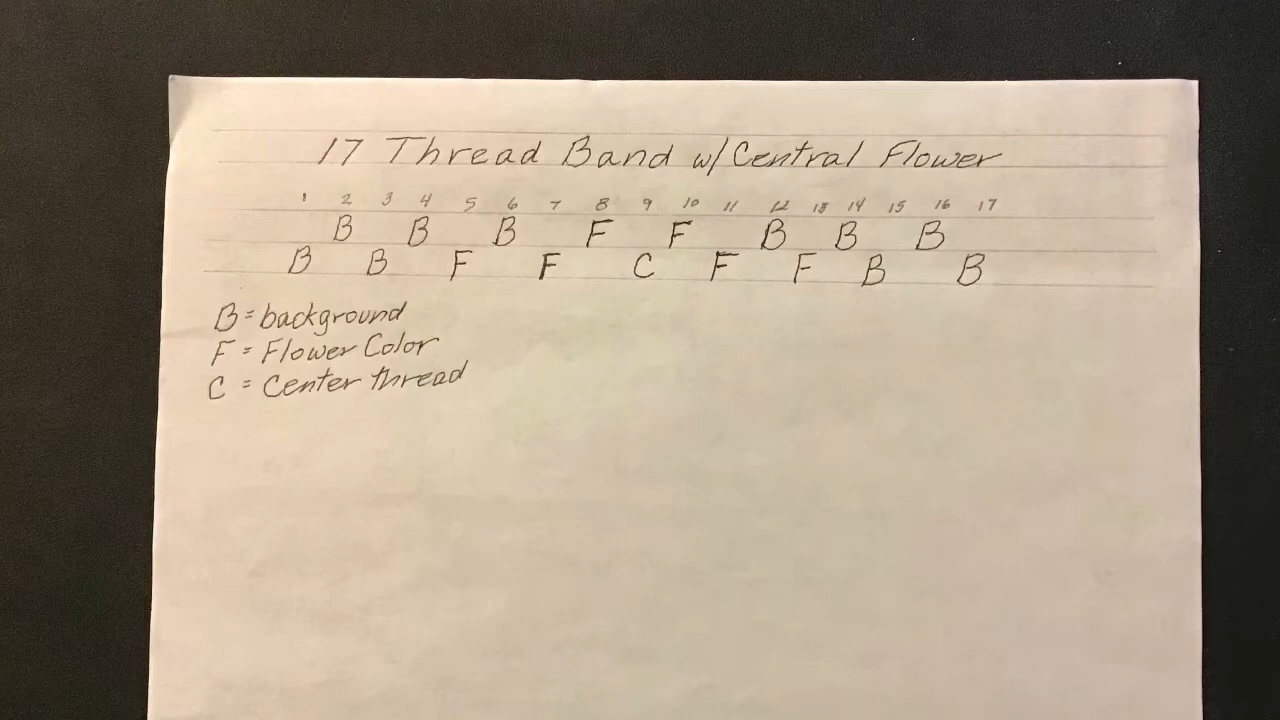 17 Thread Band w/ Central Flower
1 2 3 4 5 6 7 8 9 10 11 12 13 14 15 16 17
B B B F F B B B
B B F F C F F B B
B = background
F = Flower Color
C = Center thread